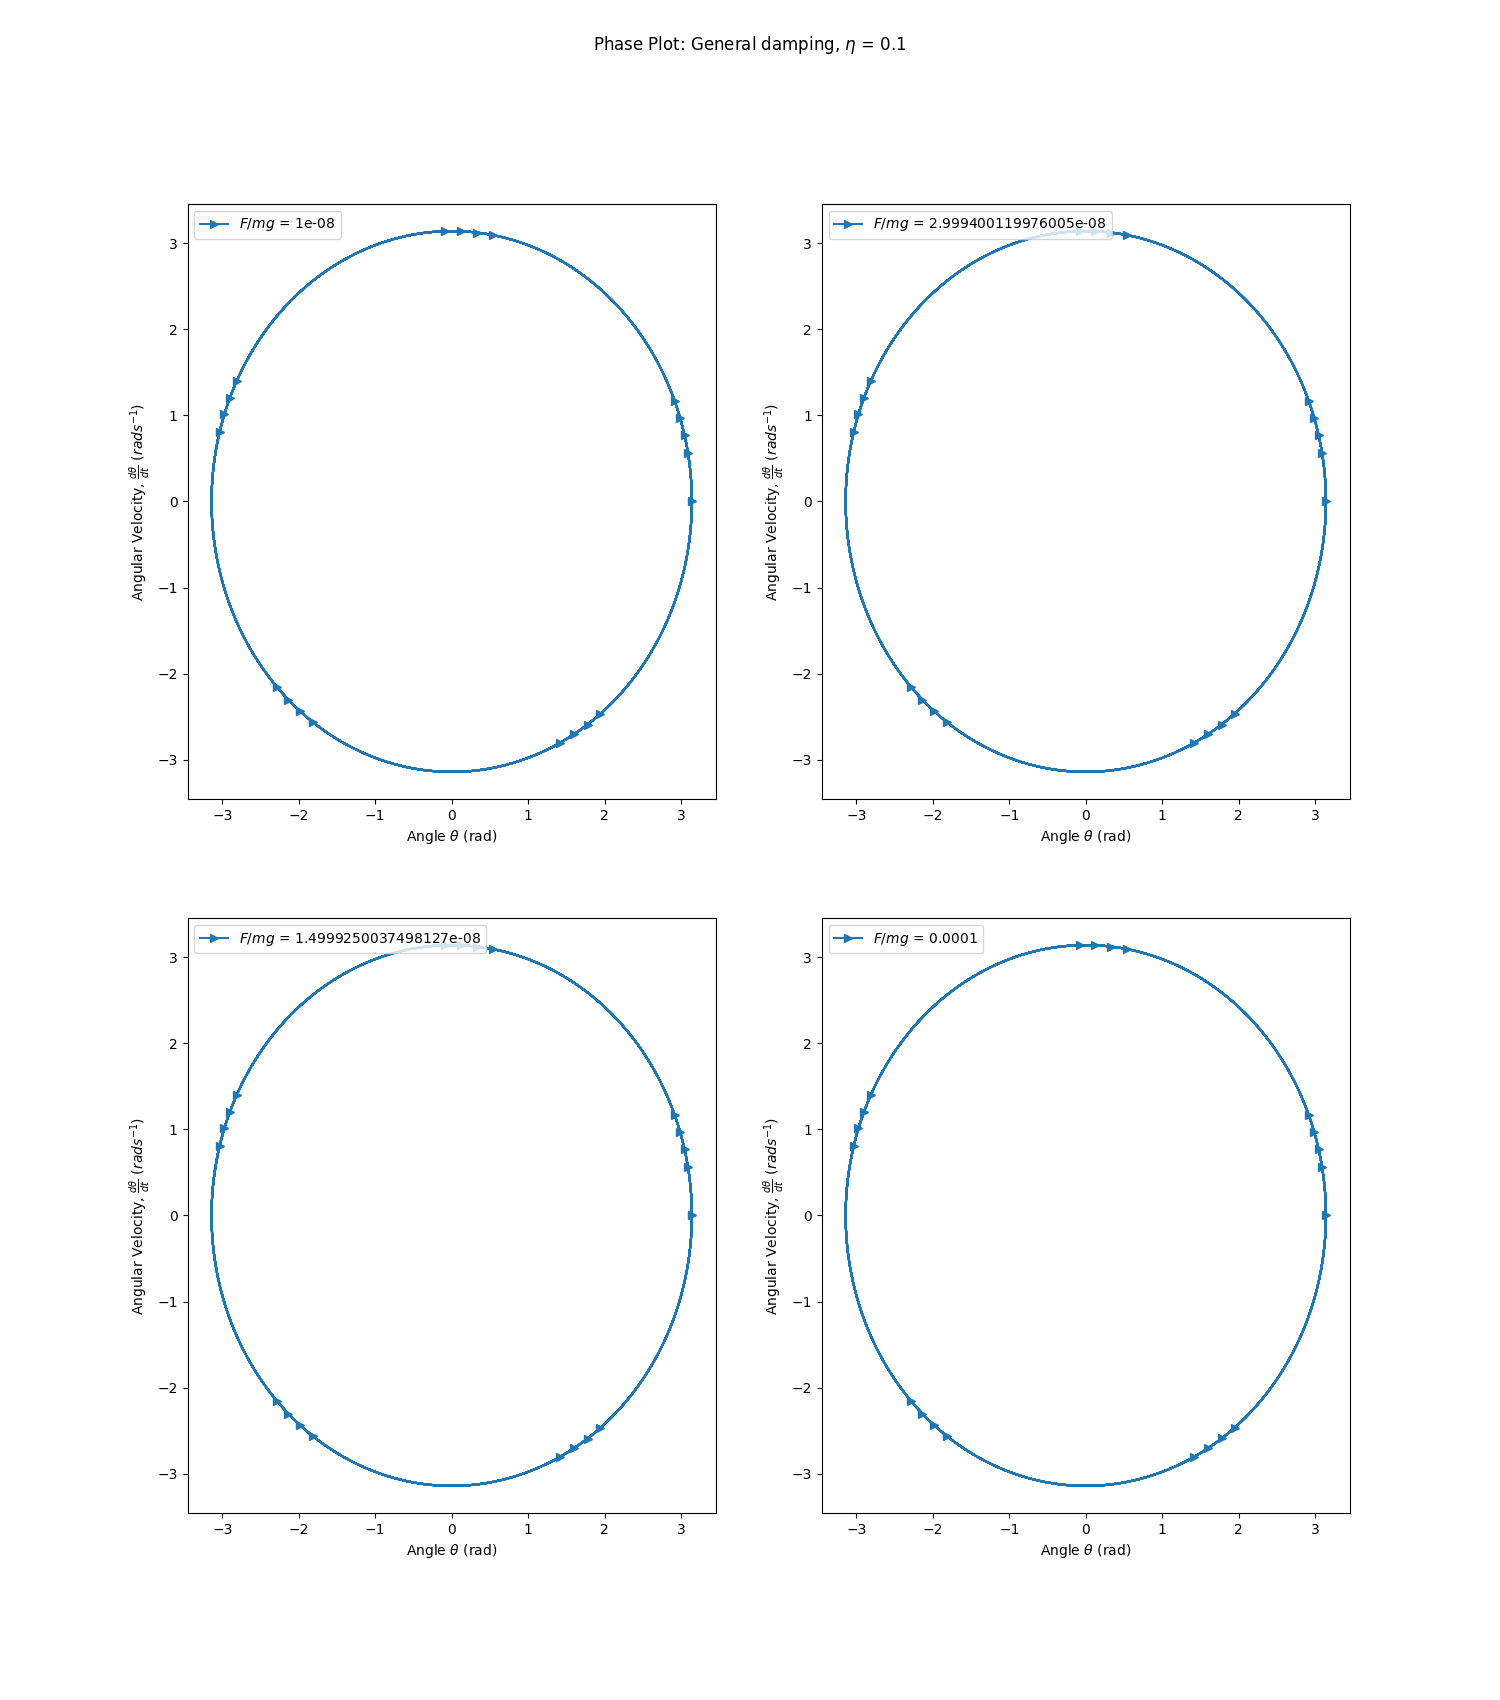 Phase Plot: General damping, η = 0.1
F/mg = 1e-08
3
2
1
0
−1
−2
−3
Angular Velocity, dθ/dt (rads⁻¹)
−3 −2 −1 0 1 2 3
Angle θ (rad)
F/mg = 2.999400119976005e-08
3
2
1
0
−1
−2
−3
Angular Velocity, dθ/dt (rads⁻¹)
−3 −2 −1 0 1 2 3
Angle θ (rad)
F/mg = 1.4999250037498127e-08
3
2
1
0
−1
−2
−3
Angular Velocity, dθ/dt (rads⁻¹)
−3 −2 −1 0 1 2 3
Angle θ (rad)
F/mg = 0.0001
3
2
1
0
−1
−2
−3
Angular Velocity, dθ/dt (rads⁻¹)
−3 −2 −1 0 1 2 3
Angle θ (rad)